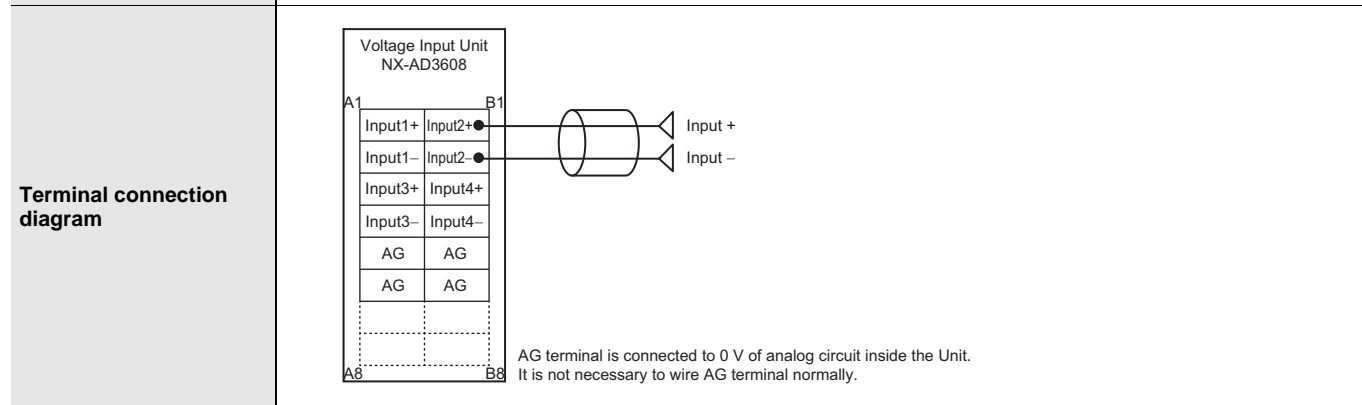 Terminal connection
diagram
Voltage Input Unit
NX-AD3608
A1 B1
Input1+ Input2+ Input +
Input1– Input2– Input –
Input3+ Input4+
Input3– Input4–
AG AG
AG AG
A8 B8
AG terminal is connected to 0 V of analog circuit inside the Unit.
It is not necessary to wire AG terminal normally.